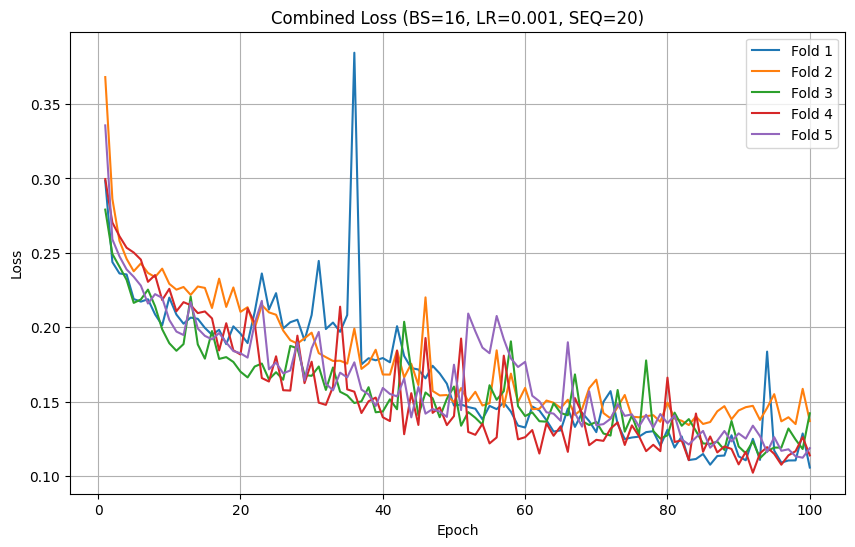 Combined Loss (BS=16, LR=0.001, SEQ=20)
Fold 1
Fold 2
Fold 3
Fold 4
Fold 5
Loss
0.35
0.30
0.25
0.20
0.15
0.10
0 20 40 60 80 100
Epoch